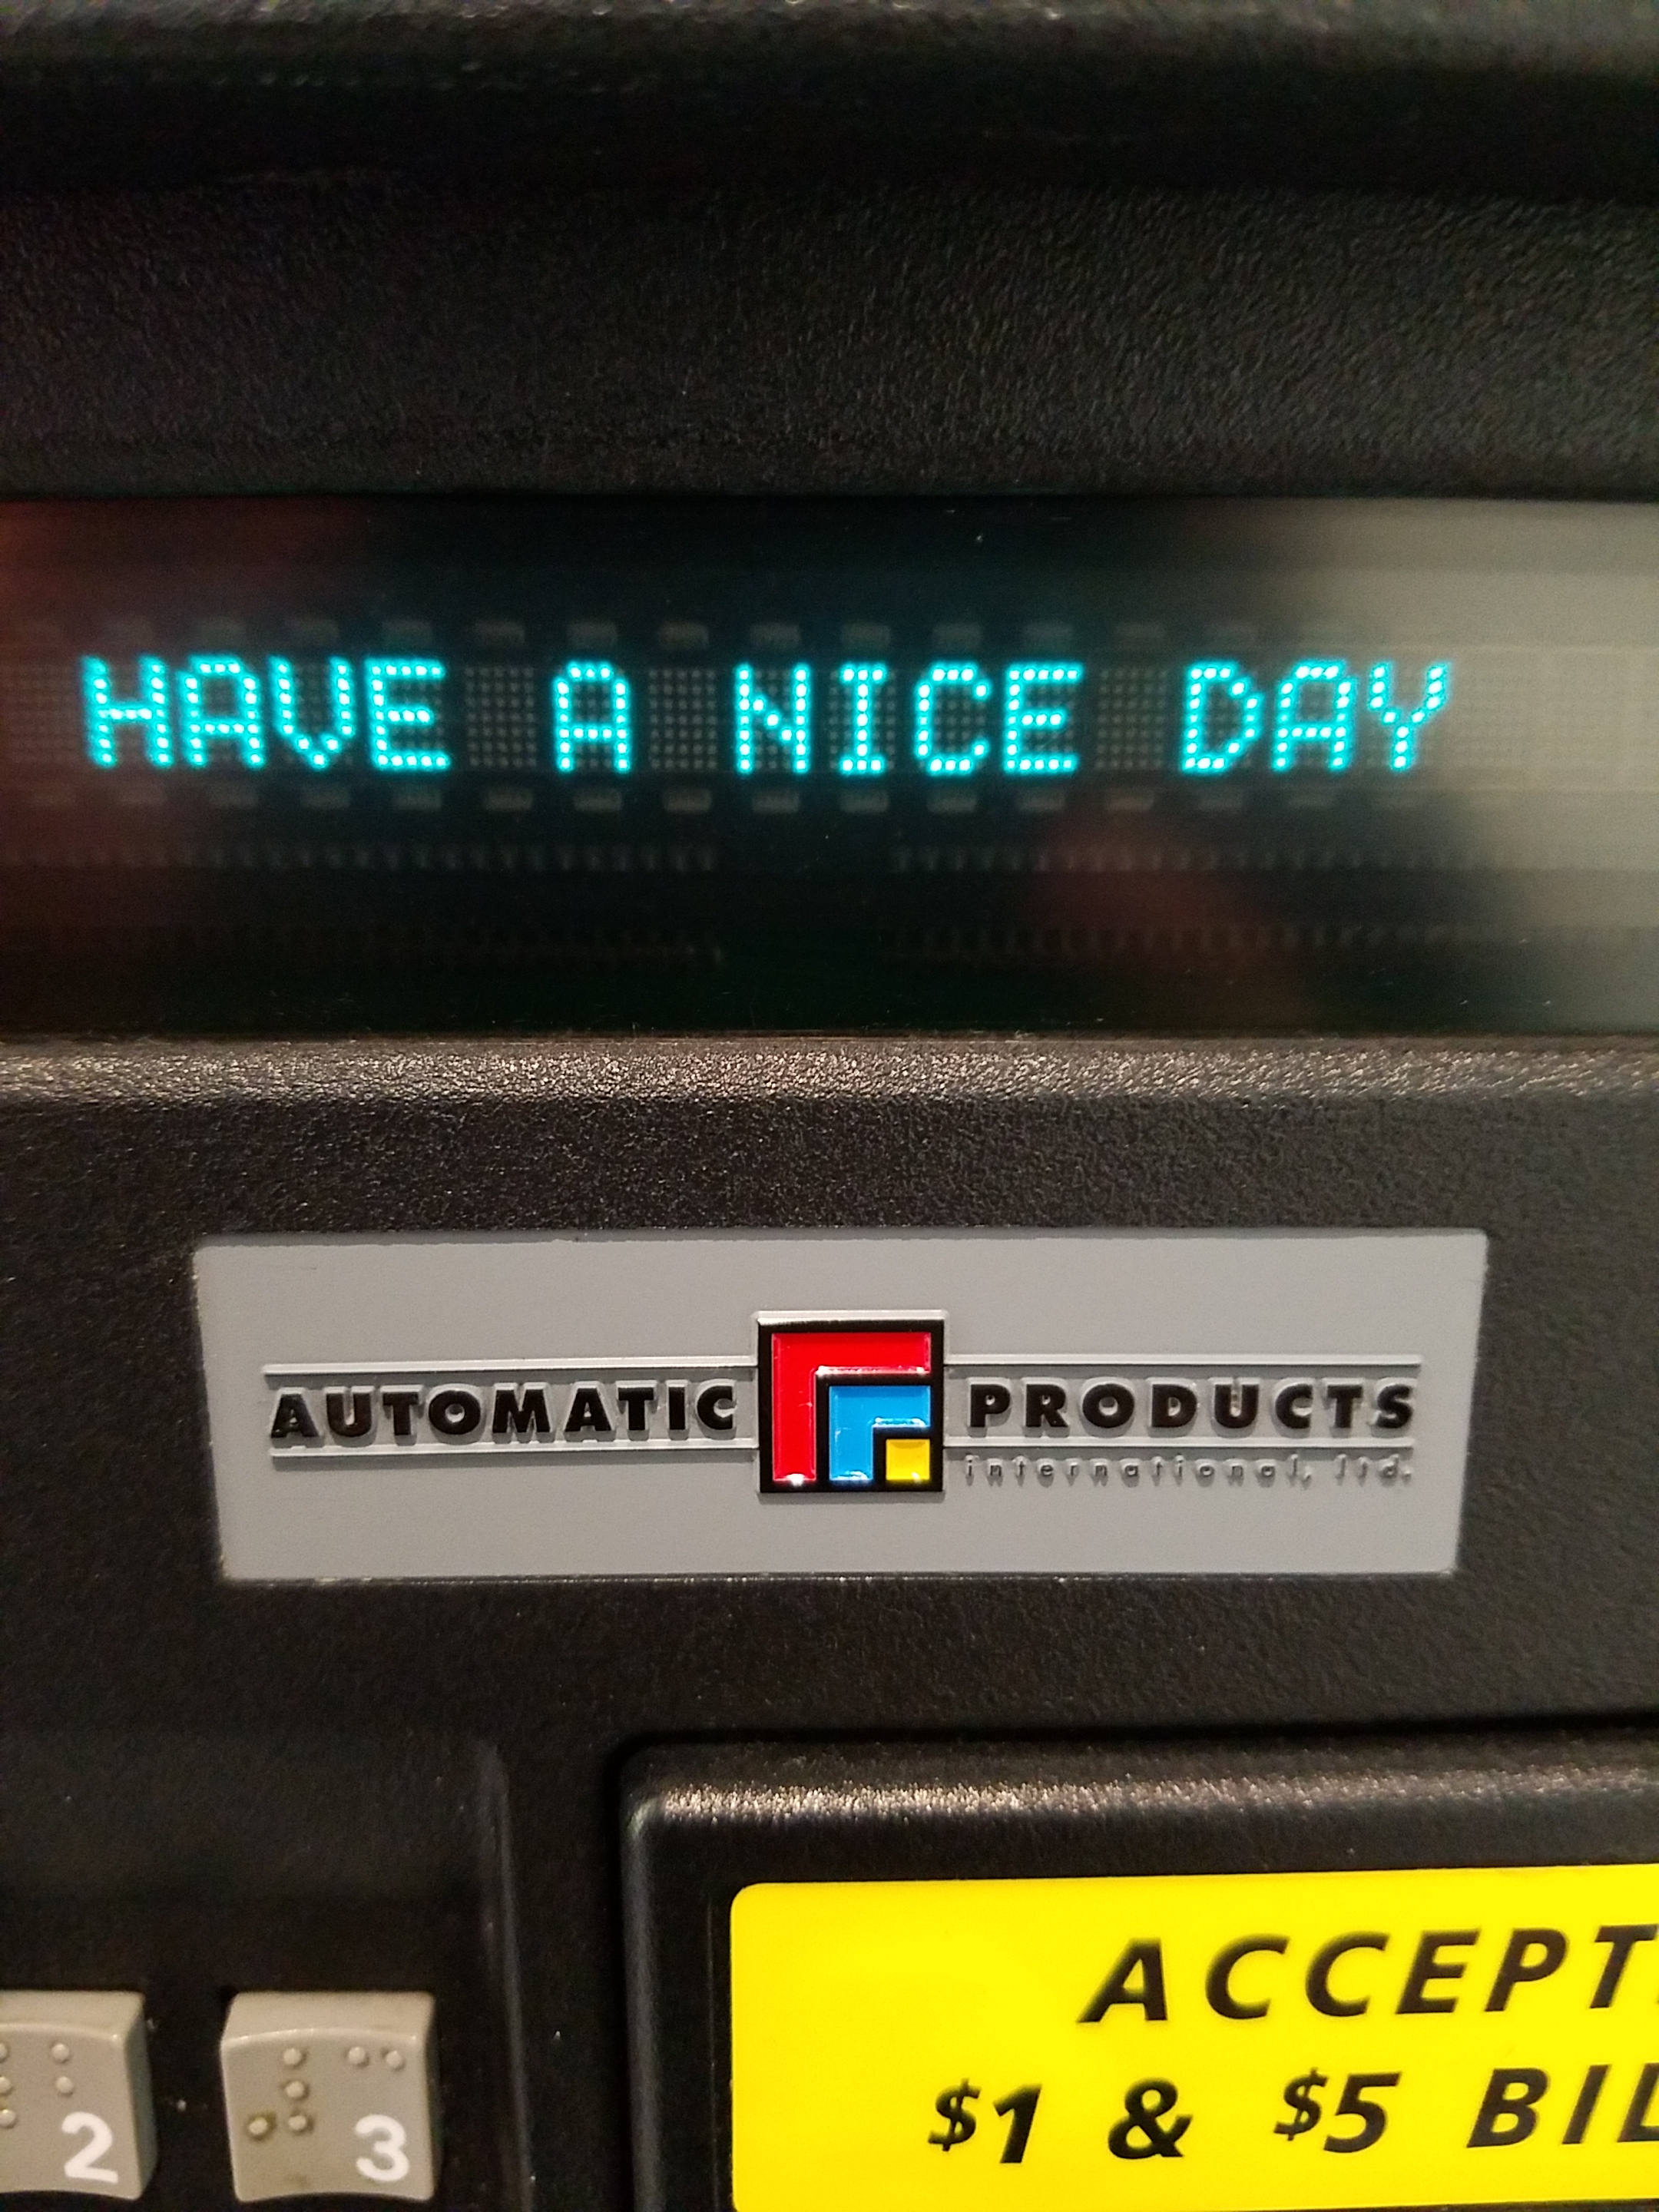 HAVE A NICE DAY
AUTOMATIC PRODUCTS
international, ltd.
2 3
ACCEPT
$1 & $5 BIL